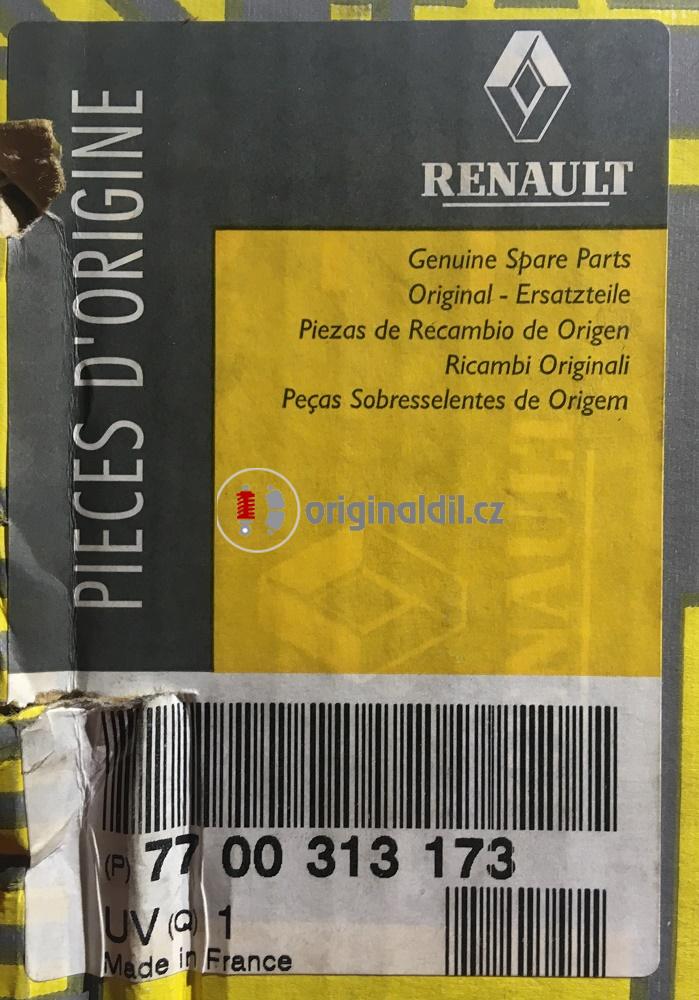 RENAULT
PIECES D'ORIGINE
Genuine Spare Parts
Original - Ersatzteile
Piezas de Recambio de Origen
Ricambi Originali
Peças Sobresselentes de Origem
RENAULT
originaldil.cz
(P) 77 00 313 173
UV (Q) 1
Made in France